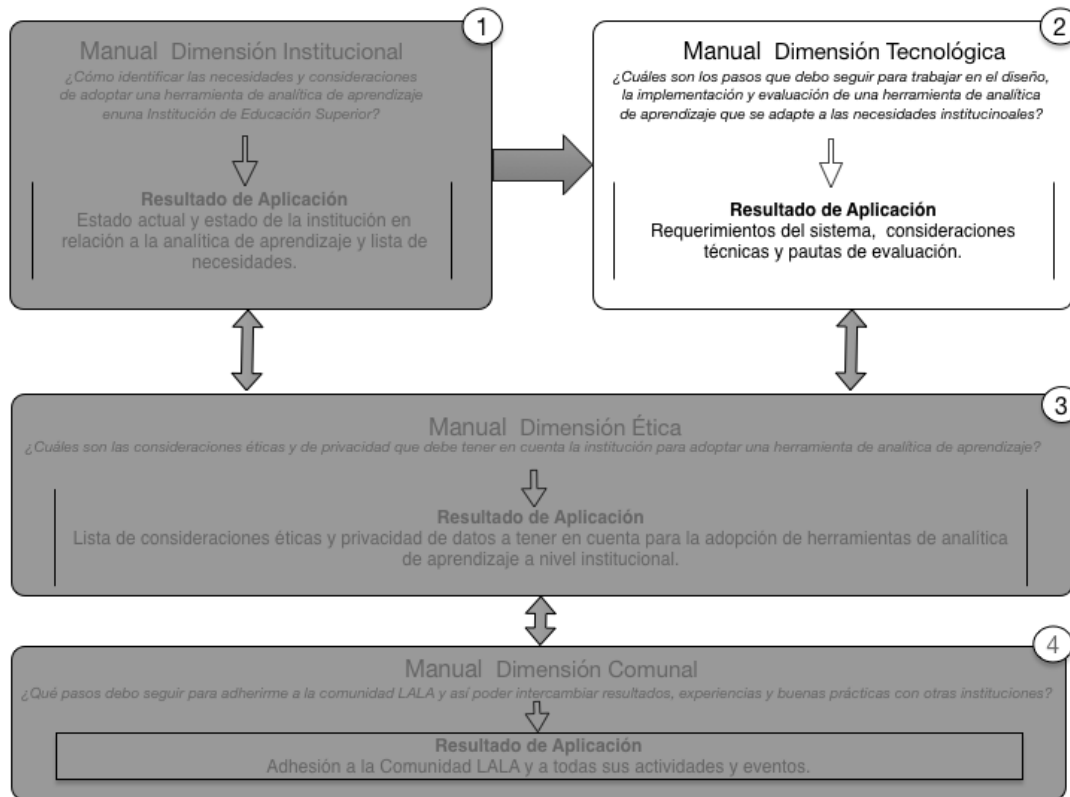 1
Manual Dimensión Institucional
¿Cómo identificar las necesidades y consideraciones
de adoptar una herramienta de analítica de aprendizaje
enuna Institución de Educación Superior?
Resultado de Aplicación
Estado actual y estado de la institución en
relación a la analítica de aprendizaje y lista de
necesidades.
2
Manual Dimensión Tecnológica
¿Cuáles son los pasos que debo seguir para trabajar en el diseño,
la implementación y evaluación de una herramienta de analítica
de aprendizaje que se adapte a las necesidades institucinoales?
Resultado de Aplicación
Requerimientos del sistema, consideraciones
técnicas y pautas de evaluación.
3
Manual Dimensión Ética
¿Cuáles son las consideraciones éticas y de privacidad que debe tener en cuenta la institución para adoptar una herramienta de analítica de aprendizaje?
Resultado de Aplicación
Lista de consideraciones éticas y privacidad de datos a tener en cuenta para la adopción de herramientas de analítica
de aprendizaje a nivel institucional.
4
Manual Dimensión Comunal
¿Qué pasos debo seguir para adherirme a la comunidad LALA y así poder intercambiar resultados, experiencias y buenas prácticas con otras instituciones?
Resultado de Aplicación
Adhesión a la Comunidad LALA y a todas sus actividades y eventos.